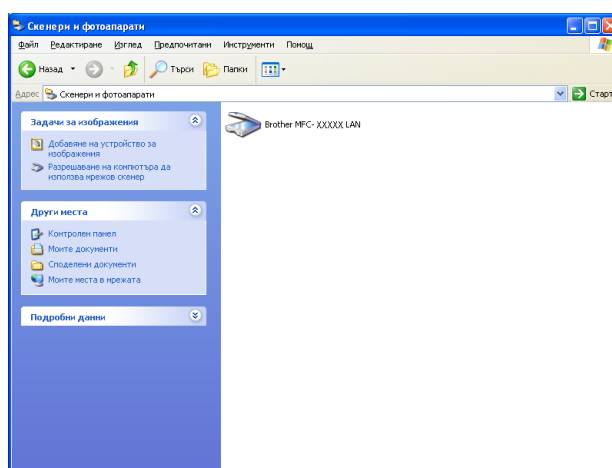 Скенери и фотоапарати
Файл Редактиране Изглед Предпочитани Инструменти Помощ
Назад Търси Папки
Адрес Скенери и фотоапарати Старт
Задачи за изображения
Добавяне на устройство за
изображения
Разрешаване на компютъра да
използва мрежов скенер
Други места
Контролен панел
Моите документи
Споделени документи
Моите места в мрежата
Подробни данни
Brother MFC- XXXXX LAN